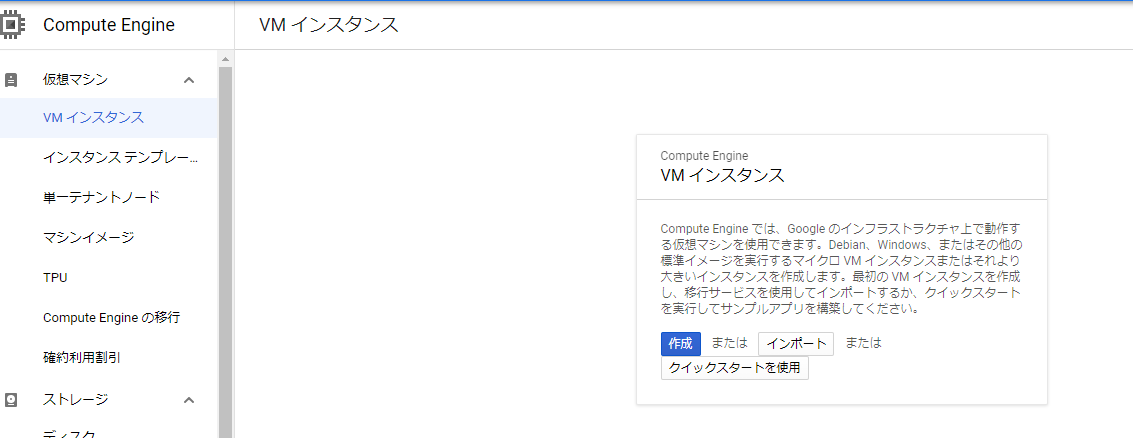 Compute Engine
VM インスタンス
仮想マシン
VM インスタンス
インスタンス テンプレー...
単一テナントノード
マシンイメージ
TPU
Compute Engine の移行
確約利用割引
ストレージ
ディスク
Compute Engine
VM インスタンス
Compute Engine では、Google のインフラストラクチャ上で動作す
る仮想マシンを使用できます。Debian、Windows、またはその他の
標準イメージを実行するマイクロ VM インスタンスまたはそれより
大きいインスタンスを作成します。最初の VM インスタンスを作成
し、移行サービスを使用してインポートするか、クイックスタート
を実行してサンプルアプリを構築してください。
作成 または インポート または
クイックスタートを使用